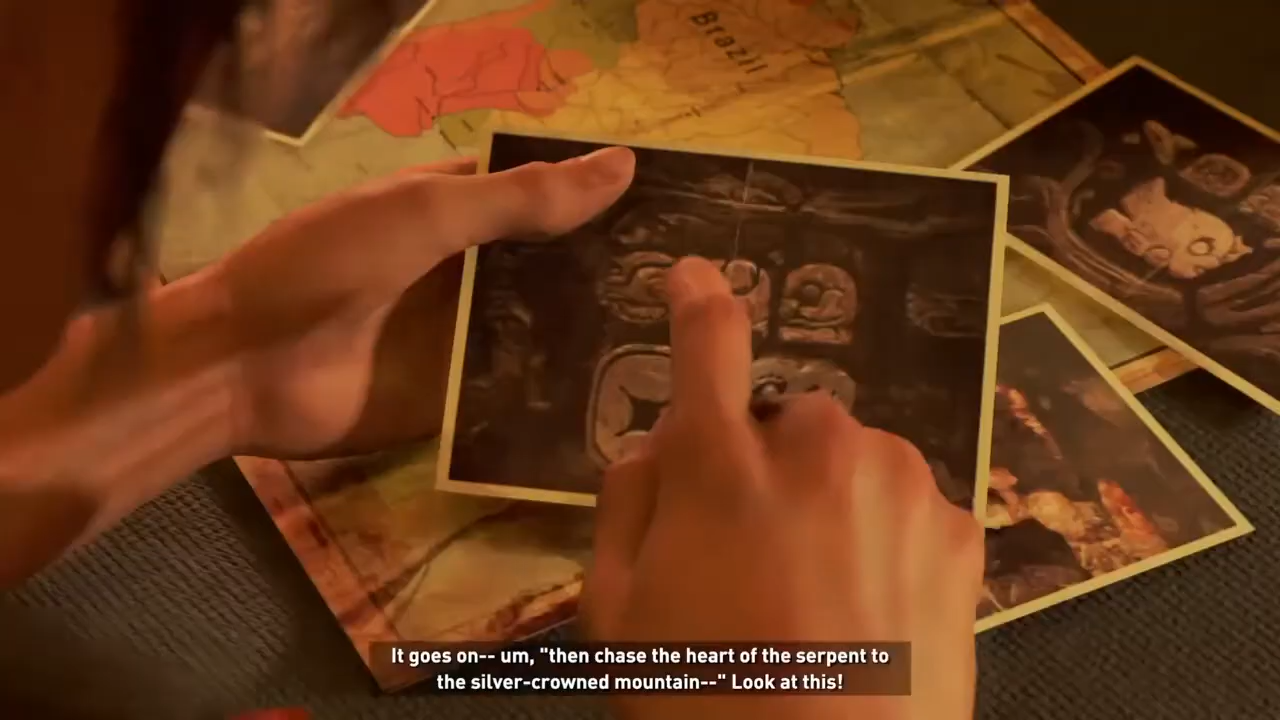 Brazil
It goes on-- um, "then chase the heart of the serpent to
the silver-crowned mountain--" Look at this!